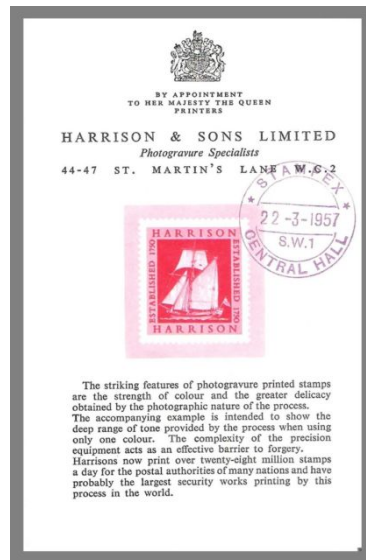 BY APPOINTMENT
TO HER MAJESTY THE QUEEN
PRINTERS
HARRISON & SONS LIMITED
Photogravure Specialists
44-47 ST. MARTIN'S LANE W.C.2
STAMPEX
22-3-1957
S.W.1
CENTRAL HALL
HARRISON
ESTABLISHED 1750
ESTABLISHED 1750
HARRISON
The striking features of photogravure printed stamps
are the strength of colour and the greater delicacy
obtained by the photographic nature of the process.
The accompanying example is intended to show the
deep range of tone provided by the process when using
only one colour. The complexity of the precision
equipment acts as an effective barrier to forgery.
Harrisons now print over twenty-eight million stamps
a day for the postal authorities of many nations and have
probably the largest security works printing by this
process in the world.